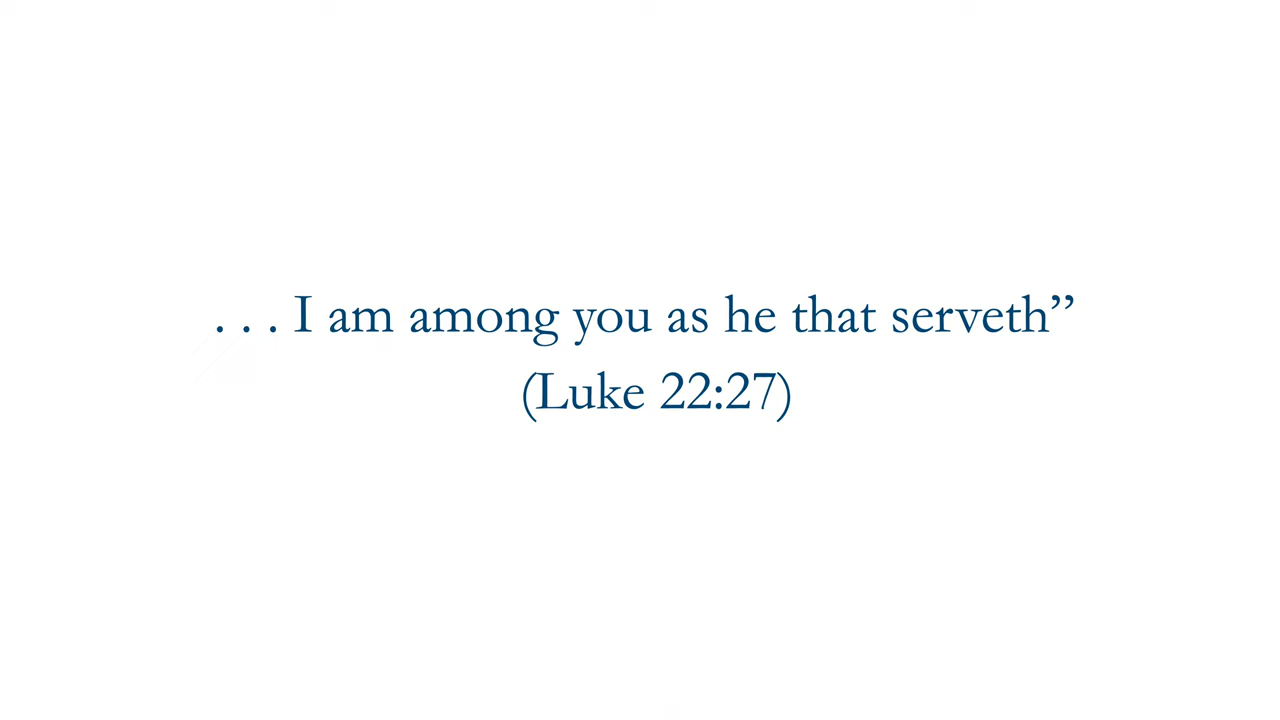 . . . I am among you as he that serveth”
(Luke 22:27)